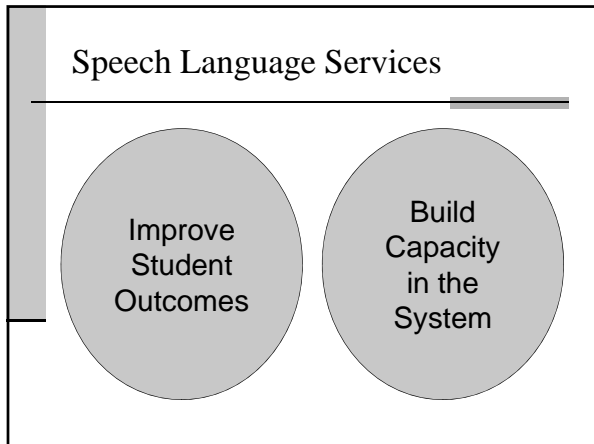 Speech Language Services
Improve
Student
Outcomes
Build
Capacity
in the
System